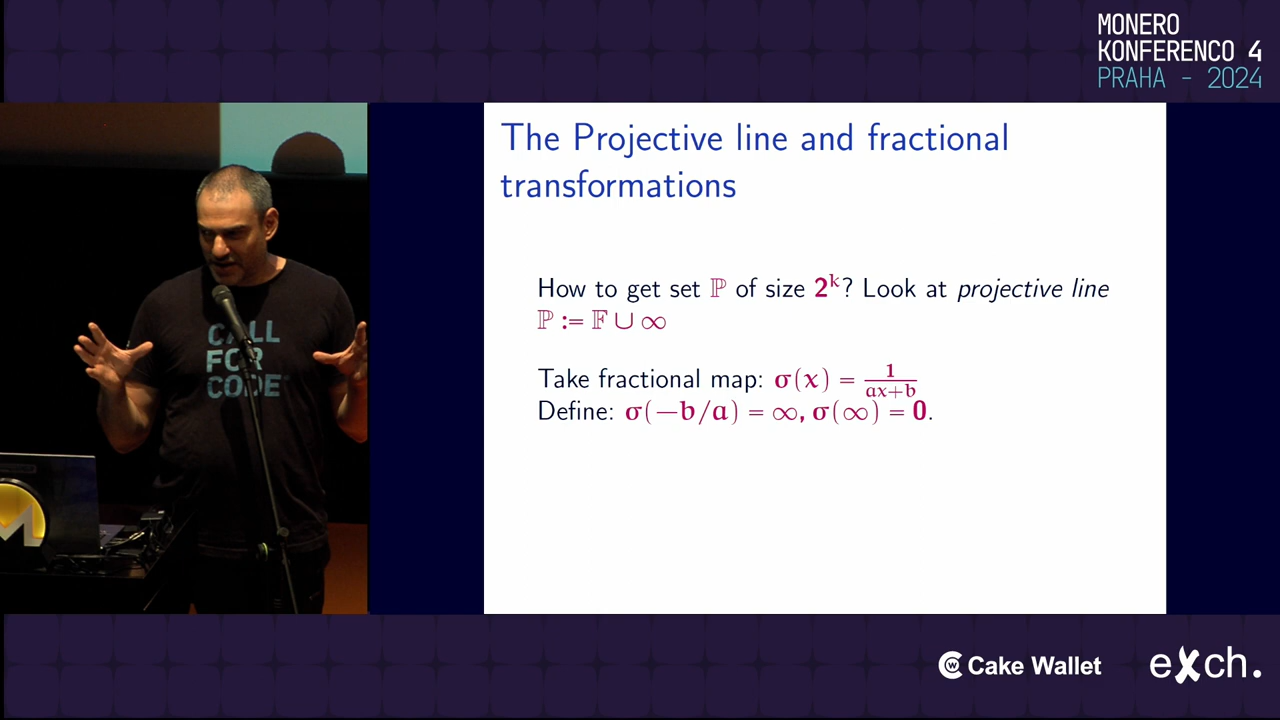 MONERO
KONFERENCO 4
PRAHA - 2024
CALL
FOR
CODE
The Projective line and fractional
transformations
How to get set ℙ of size 2ᵏ? Look at projective line
ℙ := 𝔽 ∪ ∞
Take fractional map: σ(x) = 1/(ax+b)
Define: σ(−b/a) = ∞, σ(∞) = 0.
Cake Wallet
exch.